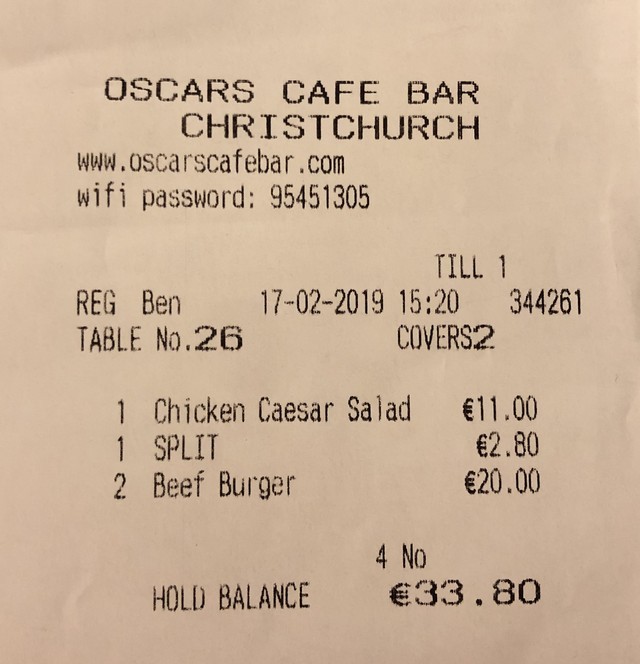 OSCARS CAFE BAR
CHRISTCHURCH
www.oscarscafebar.com
wifi password: 95451305
TILL 1
REG Ben 17-02-2019 15:20 344261
TABLE No.26 COVERS2
1 Chicken Caesar Salad €11.00
1 SPLIT €2.80
2 Beef Burger €20.00
4 No
HOLD BALANCE €33.80